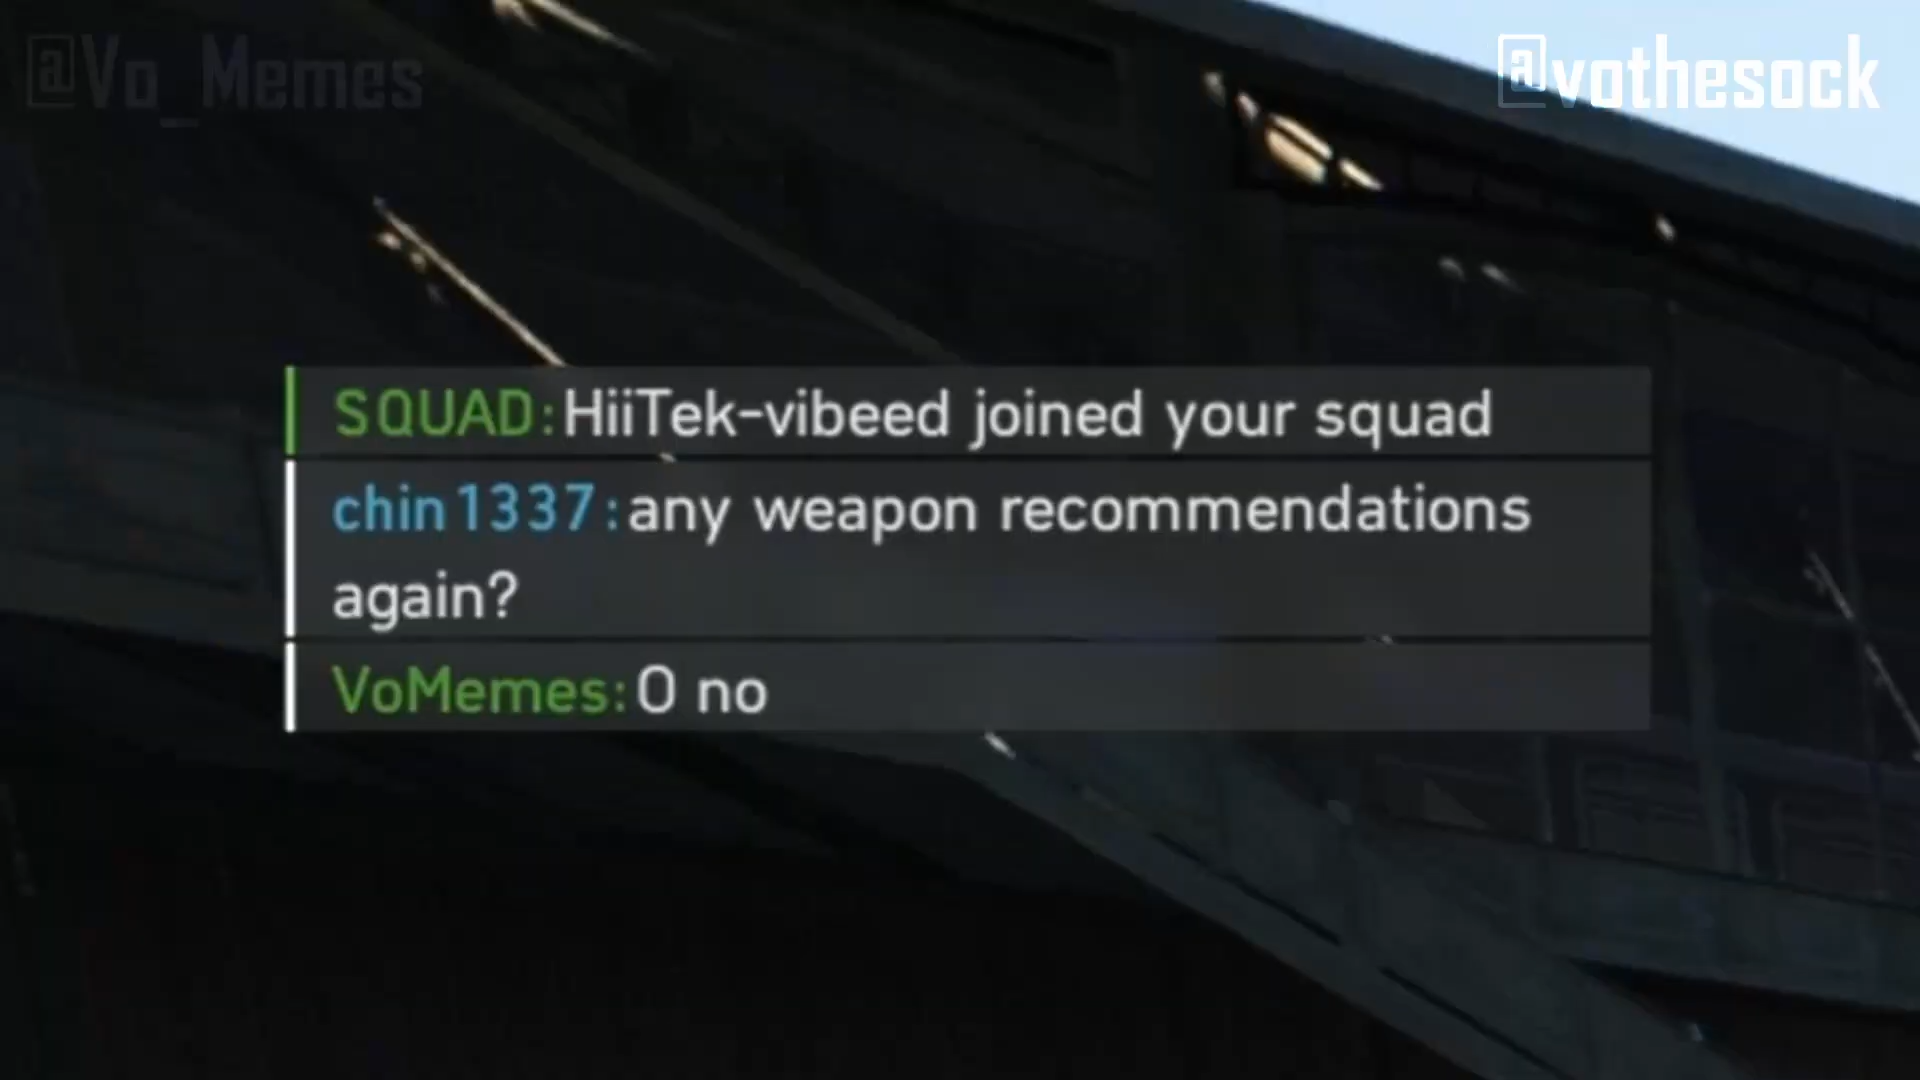 @Vo_Memes
@vothesock
SQUAD:HiiTek-vibeed joined your squad
chin1337:any weapon recommendations
again?
VoMemes:O no